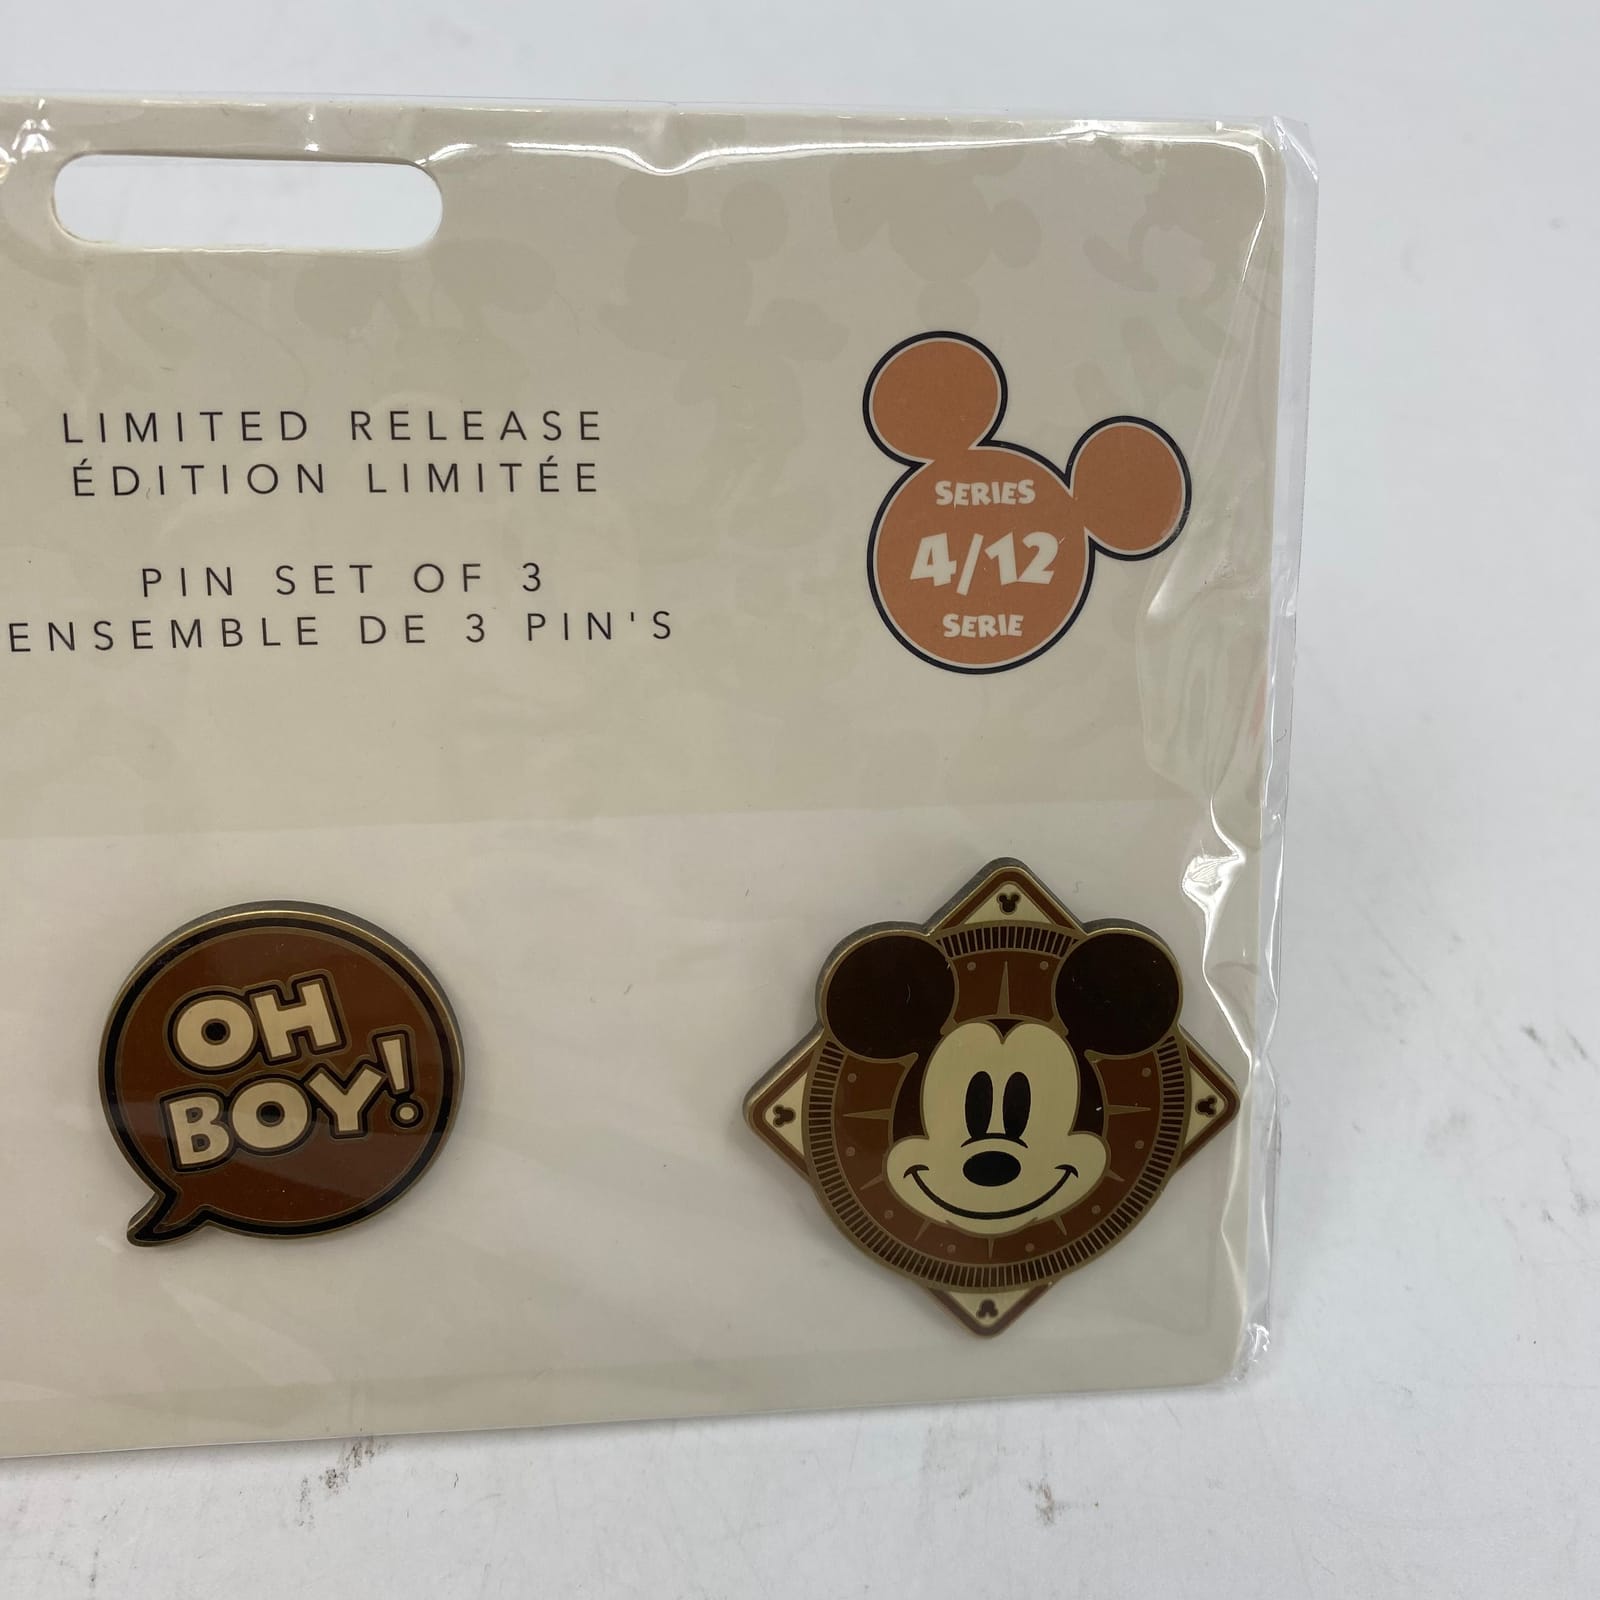 LIMITED RELEASE
ÉDITION LIMITÉE
PIN SET OF 3
ENSEMBLE DE 3 PIN'S
SERIES
4/12
SERIE
OH
BOY!